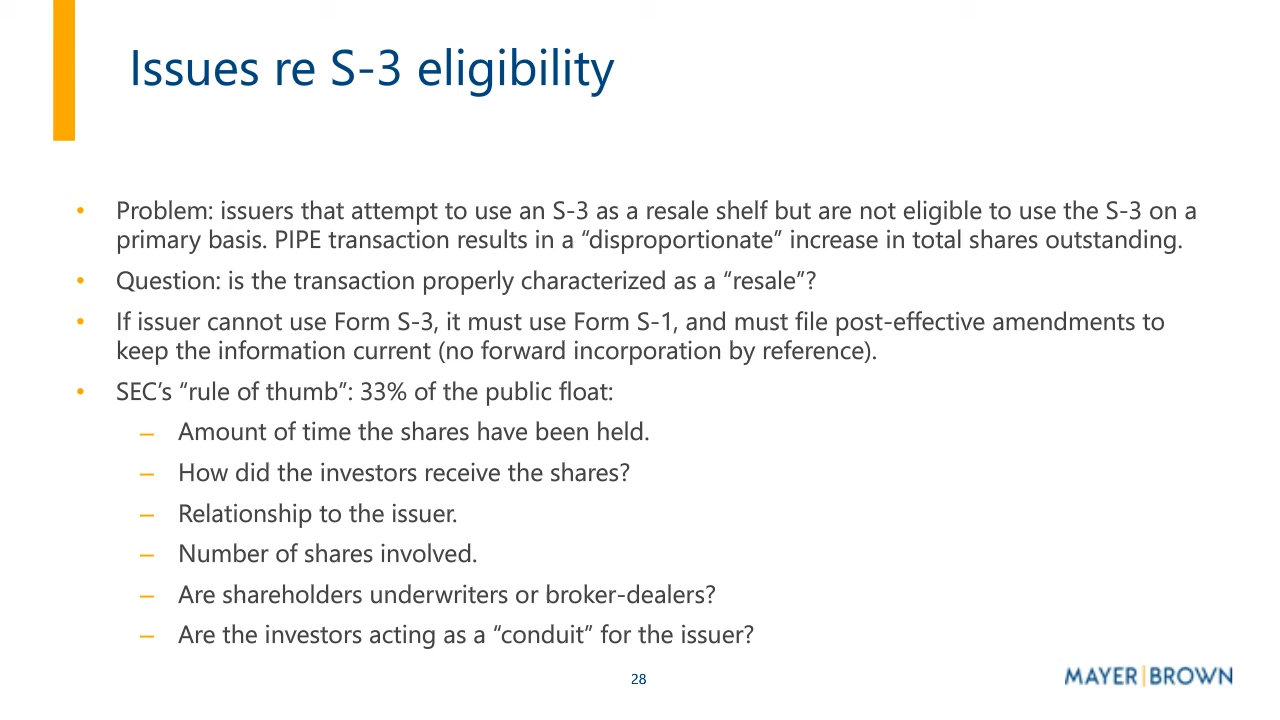 Issues re S-3 eligibility
• Problem: issuers that attempt to use an S-3 as a resale shelf but are not eligible to use the S-3 on a
primary basis. PIPE transaction results in a “disproportionate” increase in total shares outstanding.
• Question: is the transaction properly characterized as a “resale”?
• If issuer cannot use Form S-3, it must use Form S-1, and must file post-effective amendments to
keep the information current (no forward incorporation by reference).
• SEC’s “rule of thumb”: 33% of the public float:
– Amount of time the shares have been held.
– How did the investors receive the shares?
– Relationship to the issuer.
– Number of shares involved.
– Are shareholders underwriters or broker-dealers?
– Are the investors acting as a “conduit” for the issuer?
28
MAYER|BROWN